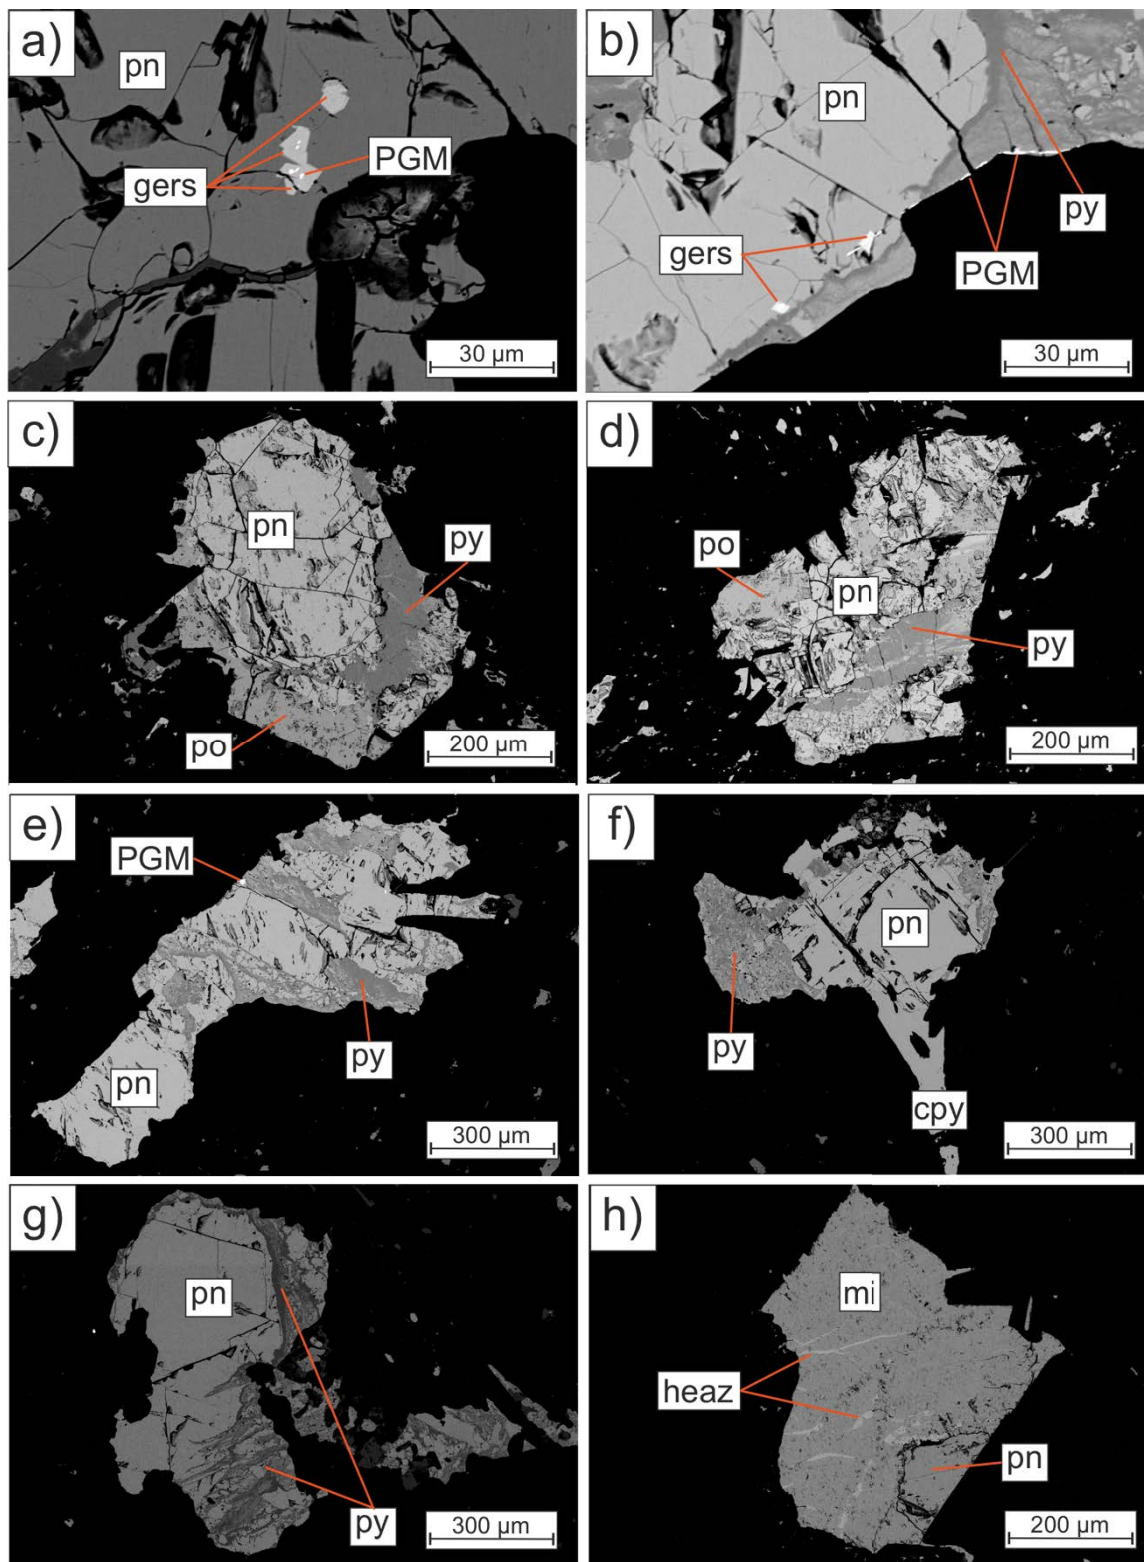 a)
pn
gers
PGM
30 µm
b)
pn
gers
PGM
py
30 µm
c)
pn
py
po
200 µm
d)
po
pn
py
200 µm
e)
PGM
py
pn
300 µm
f)
pn
py
cpy
300 µm
g)
pn
py
300 µm
h)
mi
heaz
pn
200 µm